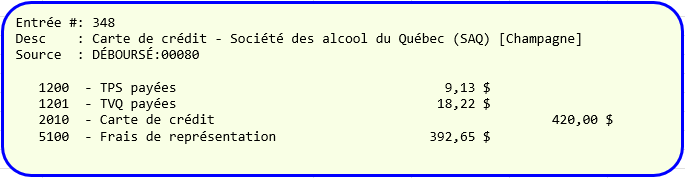 Entrée #: 348
Desc    : Carte de crédit - Société des alcool du Québec (SAQ) [Champagne]
Source  : DÉBOURSÉ:00080
1200  - TPS payées 9,13 $
1201  - TVQ payées 18,22 $
2010  - Carte de crédit 420,00 $
5100  - Frais de représentation 392,65 $